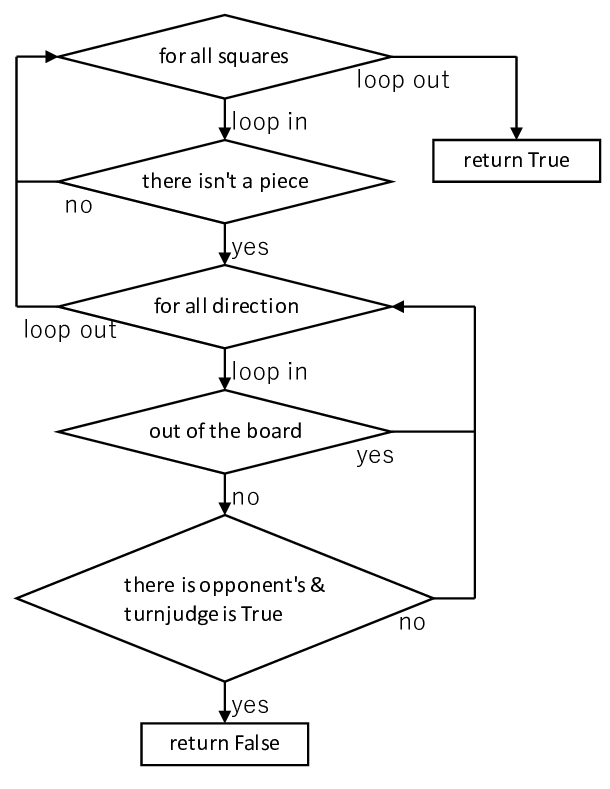 for all squares
loop out
loop in
return True
there isn't a piece
no
yes
for all direction
loop out
loop in
out of the board
yes
no
there is opponent's &
turnjudge is True
no
yes
return False